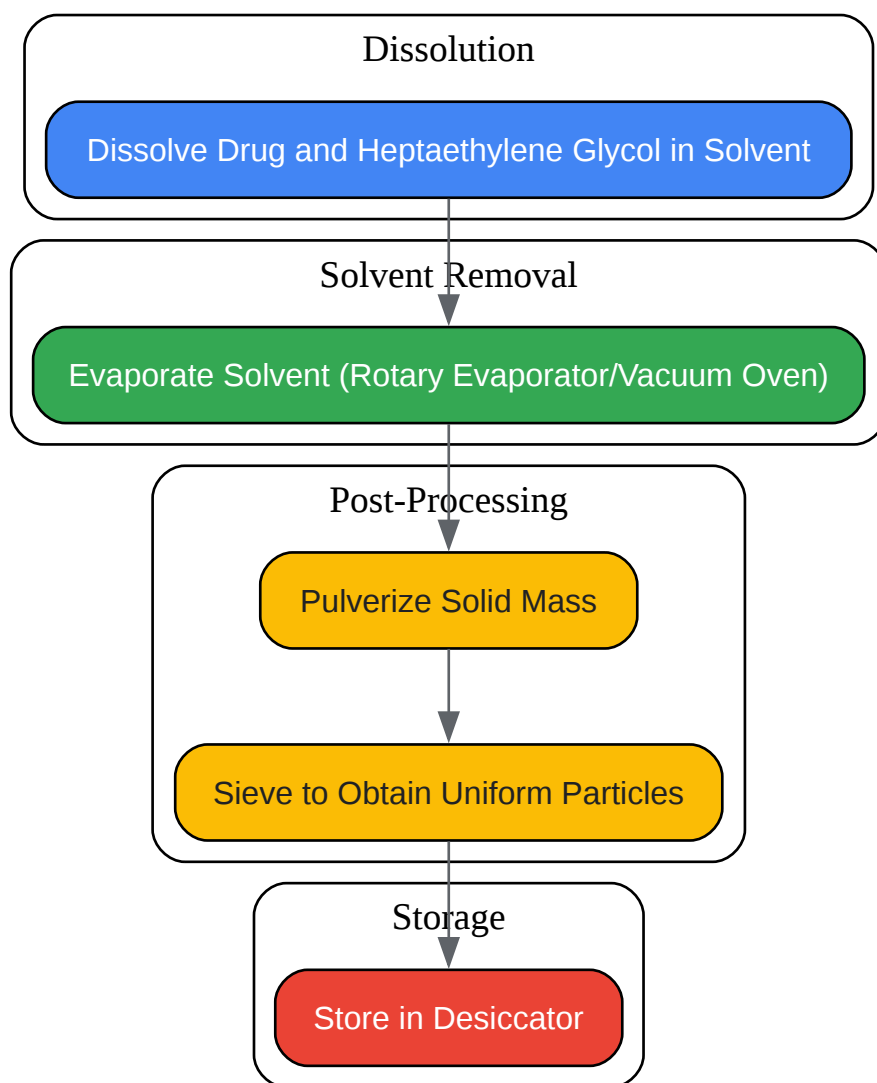 Dissolution
Dissolve Drug and Heptaethylene Glycol in Solvent
Solvent Removal
Evaporate Solvent (Rotary Evaporator/Vacuum Oven)
Post-Processing
Pulverize Solid Mass
Sieve to Obtain Uniform Particles
Storage
Store in Desiccator